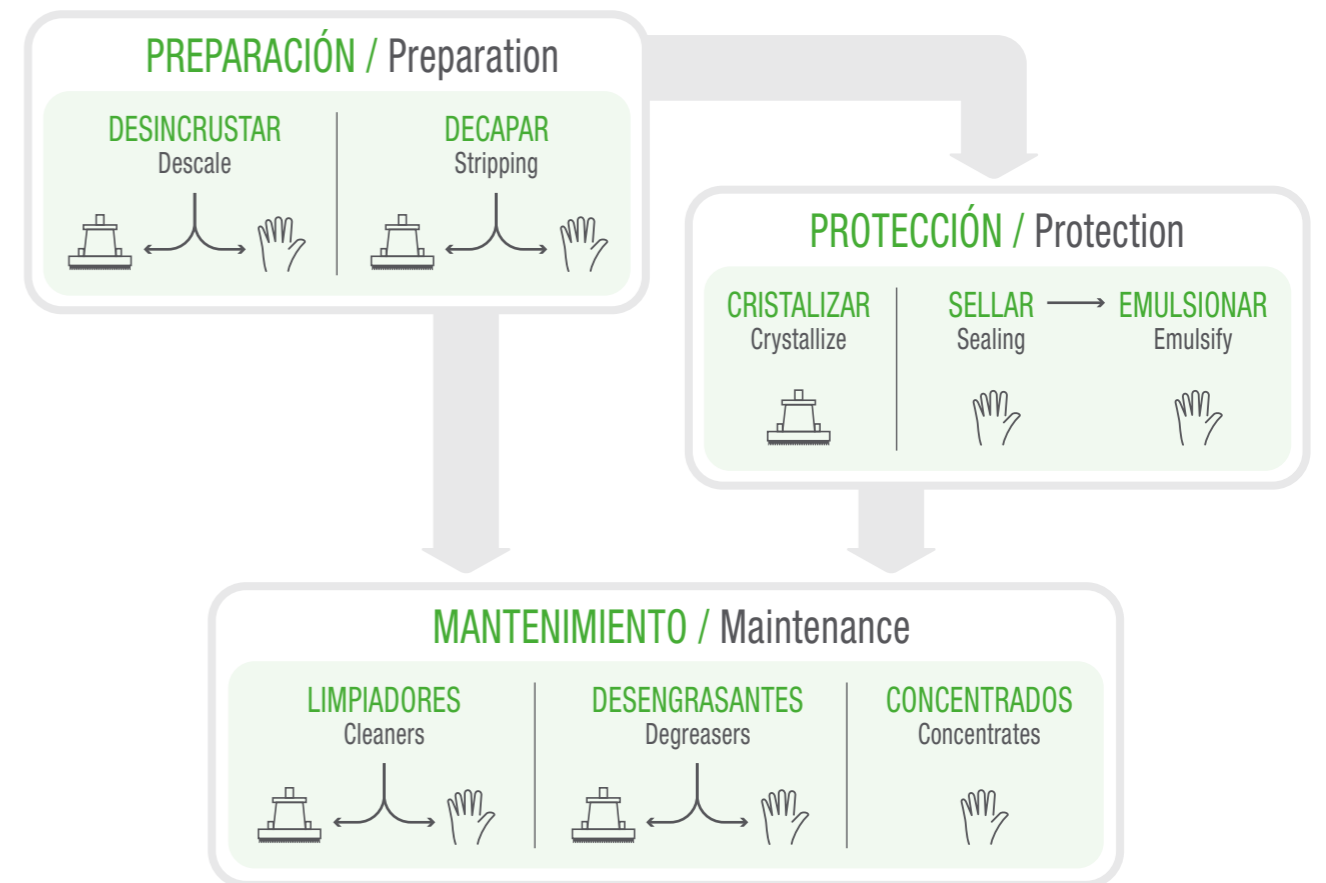 PREPARACIÓN / Preparation
DESINCRUSTAR
Descale
DECAPAR
Stripping
PROTECCIÓN / Protection
CRISTALIZAR
Crystallize
SELLAR
Sealing
EMULSIONAR
Emulsify
MANTENIMIENTO / Maintenance
LIMPIADORES
Cleaners
DESENGRASANTES
Degreasers
CONCENTRADOS
Concentrates